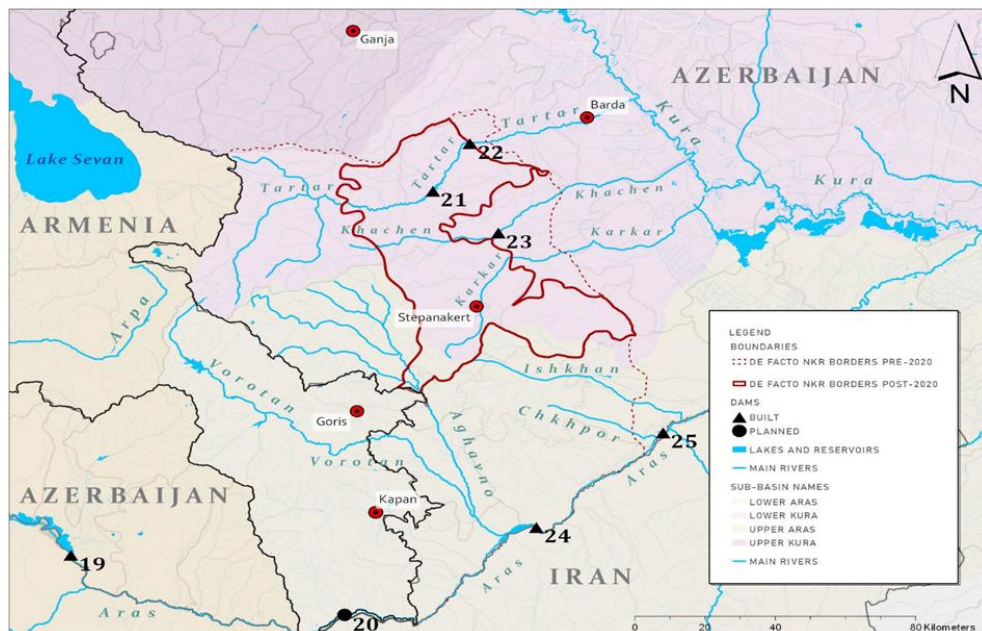 Ganja
AZERBAIJAN
N
Barda
Tartar
Kura
Lake Sevan
22
Tartar
Tartar
21
Khachen
Kura
ARMENIA
Khachen
23
Karkar
Karkar
Arpa
Stepanakert
Ishkhan
Vorotan
Goris
Chkhpor
25
Aghavno
Aras
Vorotan
AZERBAIJAN
Kapan
24
19
Aras
IRAN
Aras
20
LEGEND
BOUNDARIES
DE FACTO NKR BORDERS PRE-2020
DE FACTO NKR BORDERS POST-2020
DAMS
BUILT
PLANNED
LAKES AND RESERVOIRS
MAIN RIVERS
SUB-BASIN NAMES
LOWER ARAS
LOWER KURA
UPPER ARAS
UPPER KURA
MAIN RIVERS
0 20 40 80 Kilometers